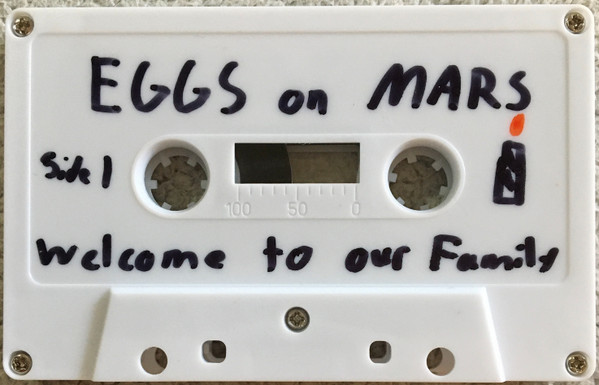 EGGS on MARS
Side 1
100 50 0
Welcome to our Family